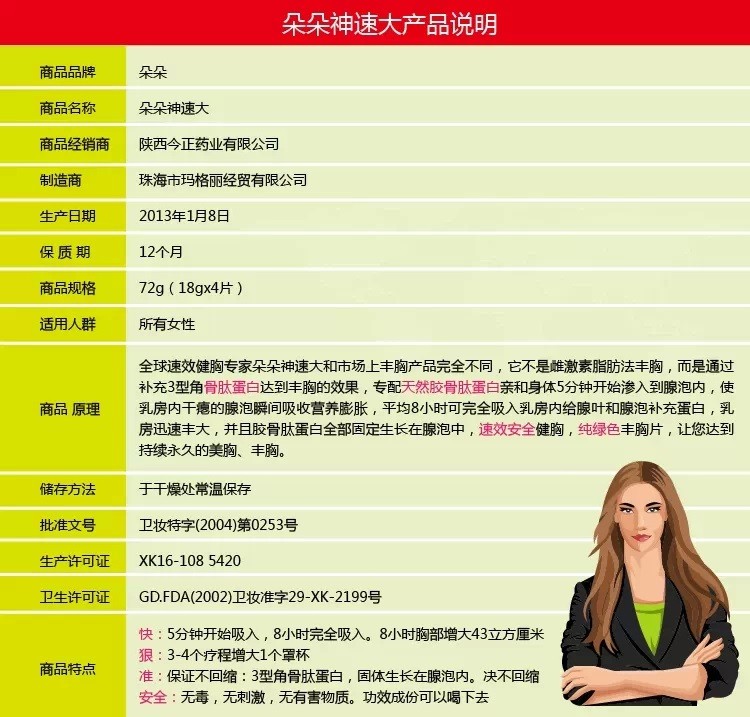 朵朵神速大产品说明
商品品牌 朵朵
商品名称 朵朵神速大
商品经销商 陕西今正药业有限公司
制造商 珠海市玛格丽经贸有限公司
生产日期 2013年1月8日
保 质 期 12个月
商品规格 72g（18gx4片）
适用人群 所有女性
商品 原理
全球速效健胸专家朵朵神速大和市场上丰胸产品完全不同，它不是雌激素脂肪法丰胸，而是通过
补充3型角骨肽蛋白达到丰胸的效果，专配天然胶骨肽蛋白亲和身体5分钟开始渗入到腺泡内，使
乳房内干瘪的腺泡瞬间吸收营养膨胀，平均8小时可完全吸入乳房内给腺叶和腺泡补充蛋白，乳
房迅速丰大，并且胶骨肽蛋白全部固定生长在腺泡中，速效安全健胸，纯绿色丰胸片，让您达到
持续永久的美胸、丰胸。
储存方法 于干燥处常温保存
批准文号 卫妆特字(2004)第0253号
生产许可证 XK16-108 5420
卫生许可证 GD.FDA(2002)卫妆准字29-XK-2199号
商品特点
快：5分钟开始吸入，8小时完全吸入。8小时胸部增大43立方厘米
狠：3-4个疗程增大1个罩杯
准：保证不回缩：3型角骨肽蛋白，固体生长在腺泡内。决不回缩
安全：无毒，无刺激，无有害物质。功效成份可以喝下去